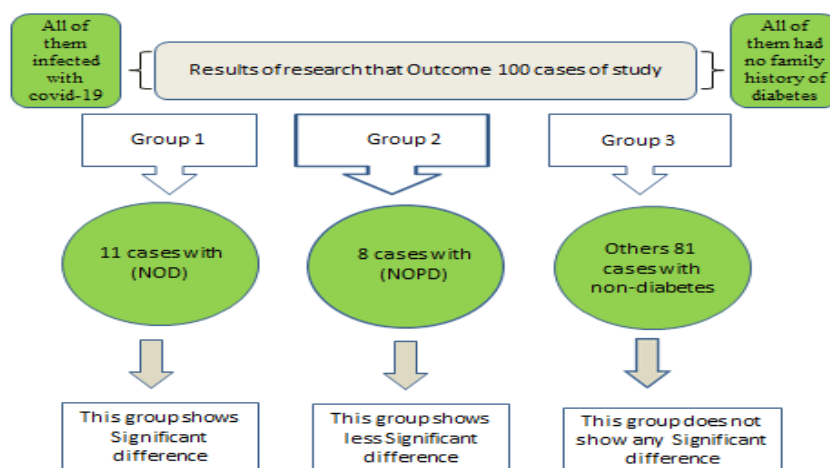 All of
them
infected
with
covid-19
Results of research that Outcome 100 cases of study
All of
them had
no family
history of
diabetes
Group 1
Group 2
Group 3
11 cases with
(NOD)
8 cases with
(NOPD)
Others 81
cases with
non-diabetes
This group shows
Significant
difference
This group shows
less Significant
difference
This group does not
show any Significant
difference